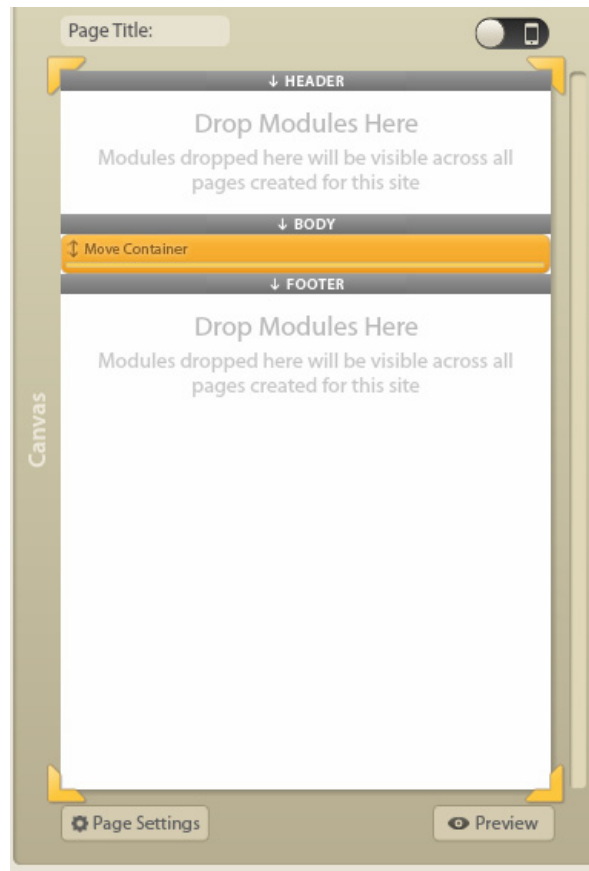 Page Title:
↓ HEADER
Drop Modules Here
Modules dropped here will be visible across all
pages created for this site
↓ BODY
Move Container
↓ FOOTER
Drop Modules Here
Modules dropped here will be visible across all
pages created for this site
Canvas
Page Settings
Preview